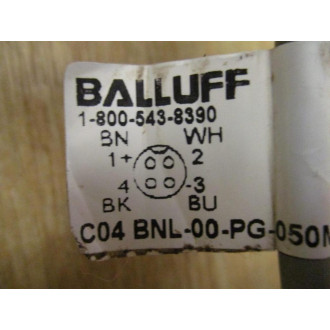 BALLUFF
1-800-543-8390
BN WH
1+ 2
4 -3
BK BU
C04 BNL-00-PG-050M